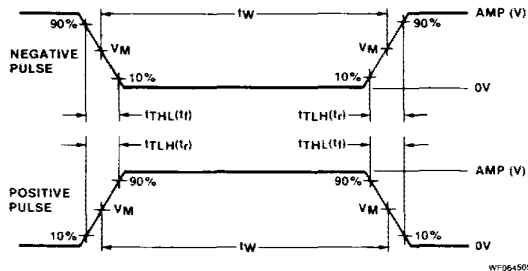 tW
AMP (V)
90%
90%
NEGATIVE
PULSE
VM
VM
10%
10%
0V
tTHL(tf)
tTLH(tr)
tTLH(tr)
tTHL(tf)
AMP (V)
90%
90%
POSITIVE
PULSE
VM
VM
10%
10%
tW
0V